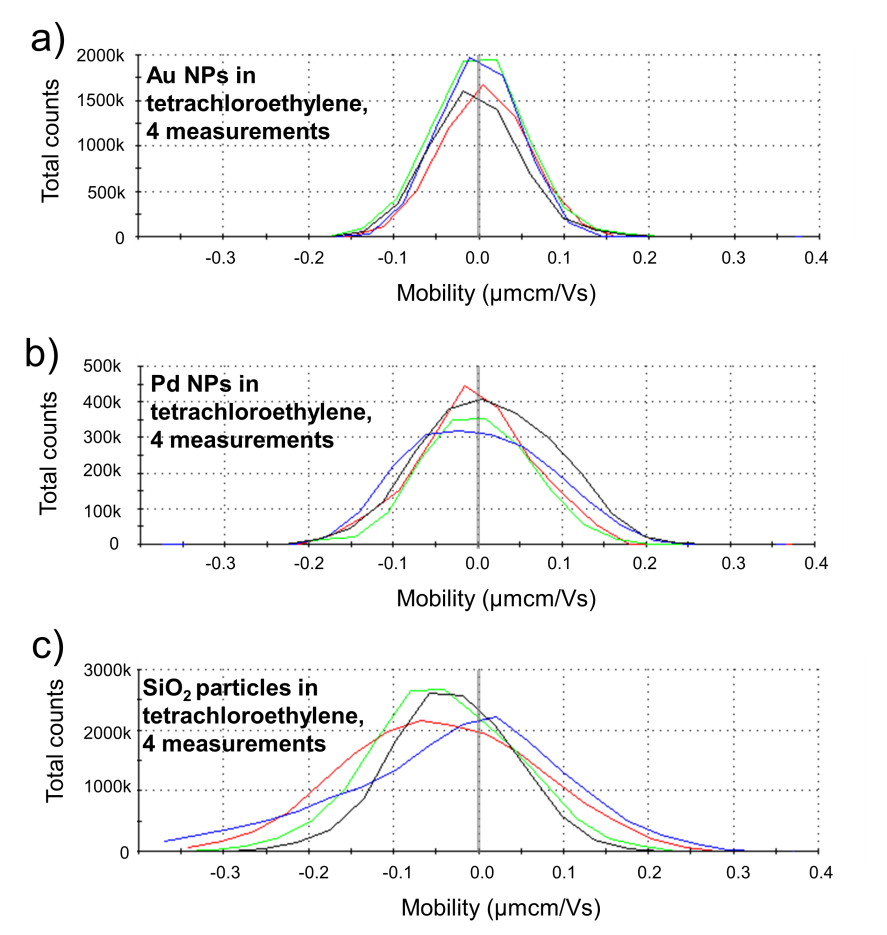 a)
2000k
Au NPs in
tetrachloroethylene,
4 measurements
1500k
1000k
500k
0
Total counts
-0.3 -0.2 -0.1 0.0 0.1 0.2 0.3 0.4
Mobility (µmcm/Vs)
b)
500k
Pd NPs in
tetrachloroethylene,
4 measurements
400k
300k
200k
100k
0
Total counts
-0.3 -0.2 -0.1 0.0 0.1 0.2 0.3 0.4
Mobility (µmcm/Vs)
c)
3000k
SiO₂ particles in
tetrachloroethylene,
4 measurements
2000k
1000k
0
Total counts
-0.3 -0.2 -0.1 0.0 0.1 0.2 0.3 0.4
Mobility (µmcm/Vs)